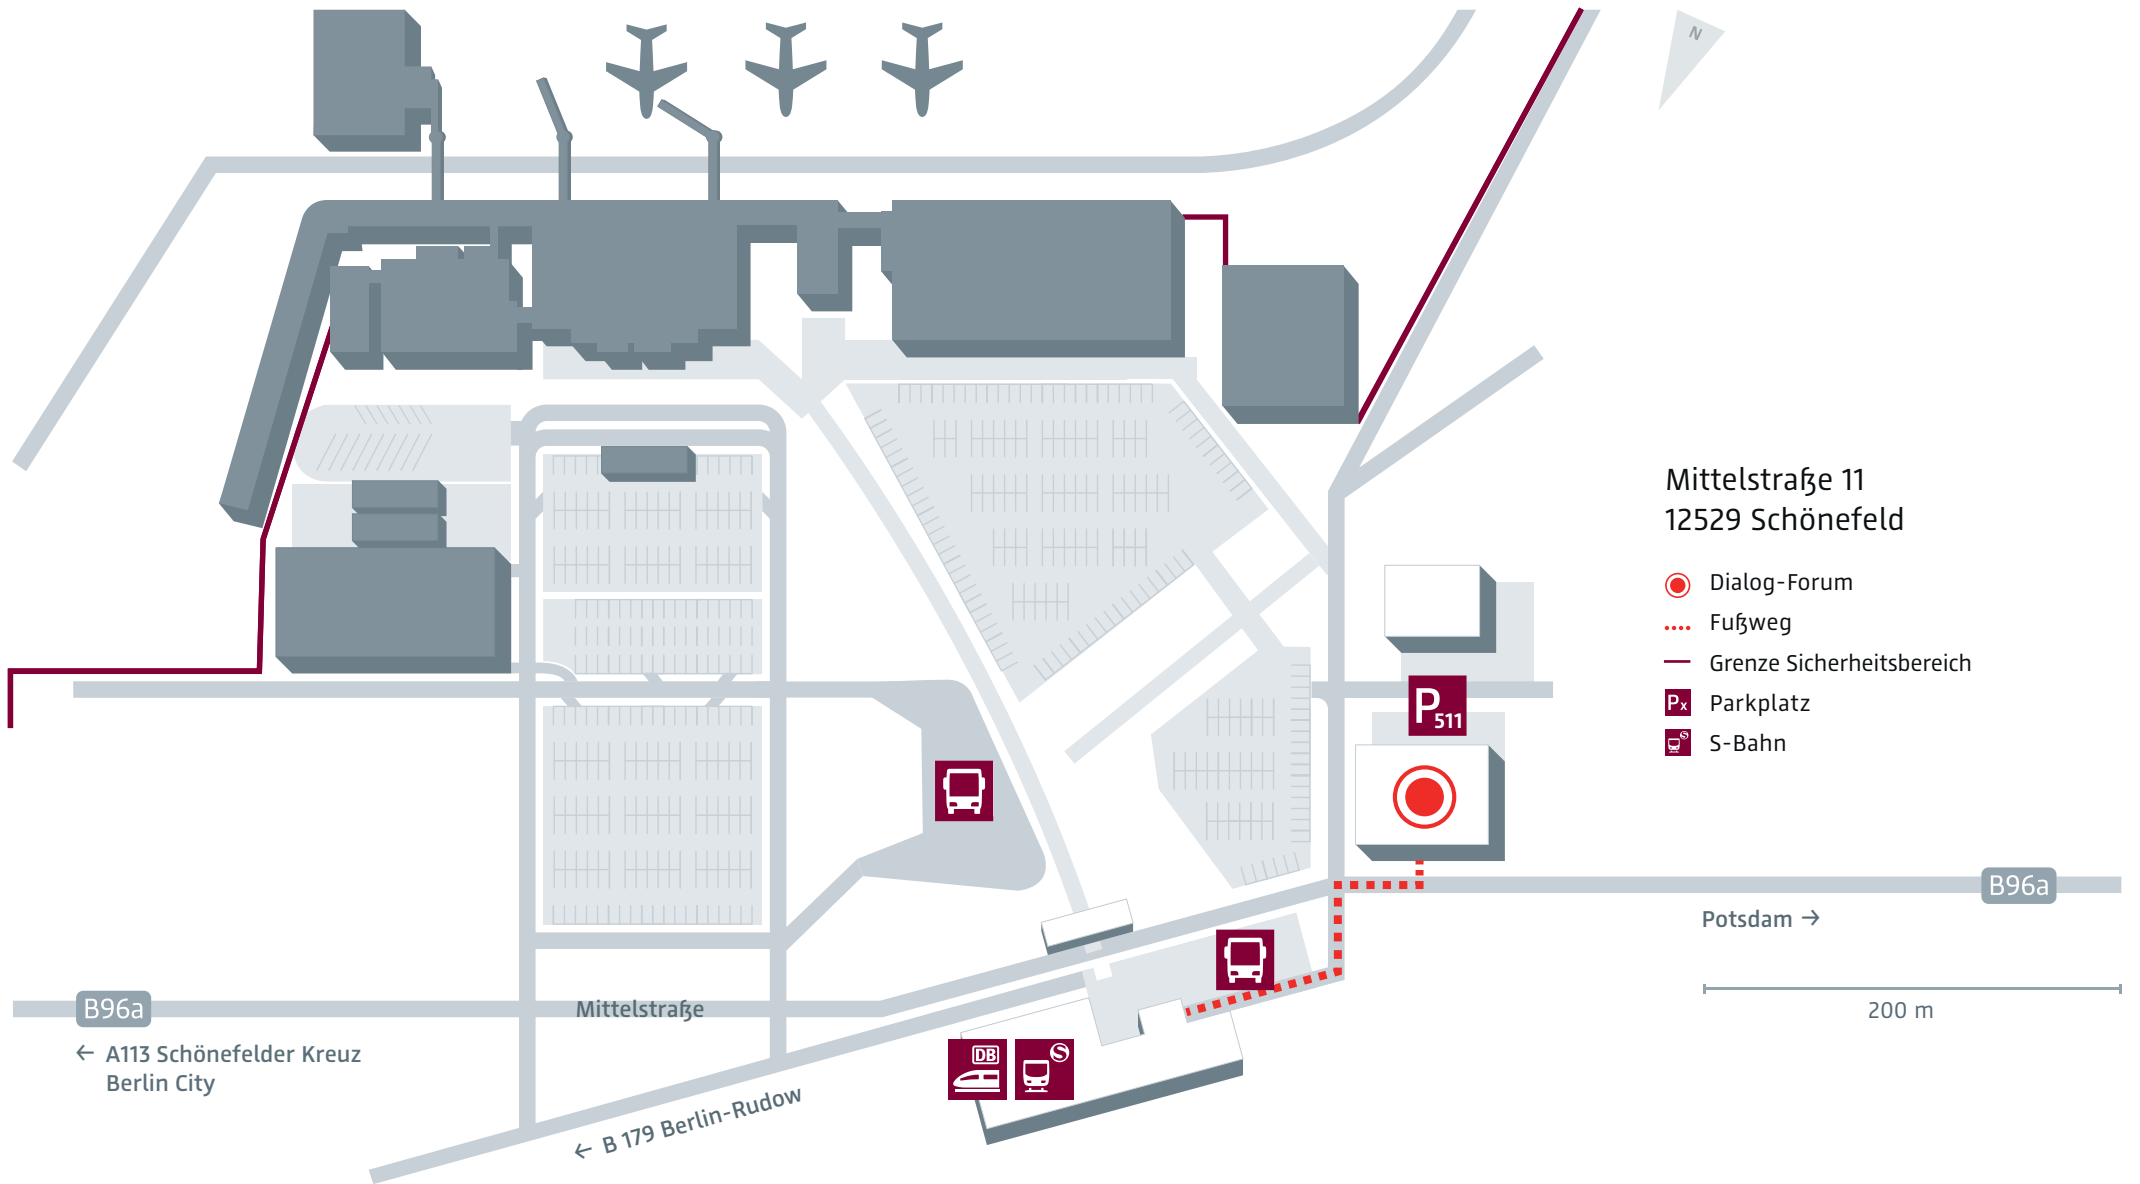 N
Mittelstraße 11
12529 Schönefeld
Dialog-Forum
Fußweg
Grenze Sicherheitsbereich
Px Parkplatz
S S-Bahn
P511
B96a
Potsdam →
200 m
B96a
Mittelstraße
← A113 Schönefelder Kreuz
Berlin City
DB S
← B 179 Berlin-Rudow